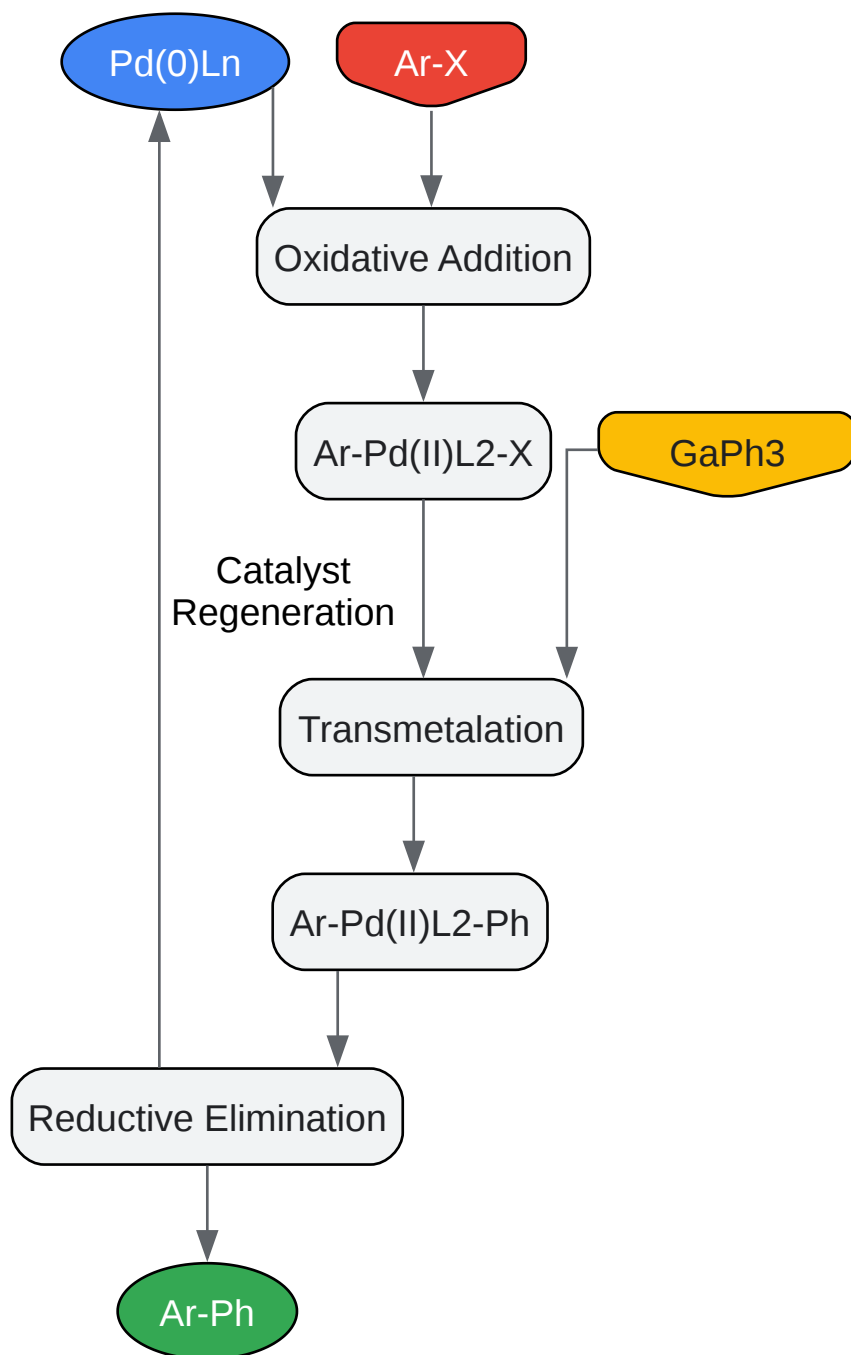 Pd(0)Ln
Ar-X
Oxidative Addition
Ar-Pd(II)L2-X
GaPh3
Catalyst
Regeneration
Transmetalation
Ar-Pd(II)L2-Ph
Reductive Elimination
Ar-Ph